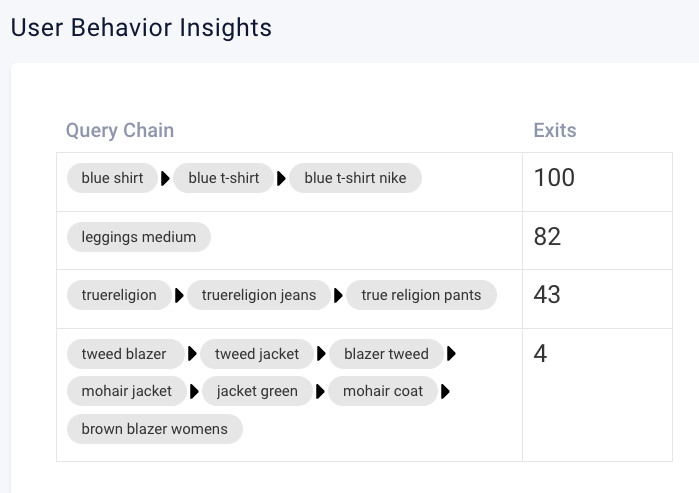 User Behavior Insights
Query Chain Exits
blue shirt blue t-shirt blue t-shirt nike 100
leggings medium 82
truereligion truereligion jeans true religion pants 43
tweed blazer tweed jacket blazer tweed 4
mohair jacket jacket green mohair coat
brown blazer womens